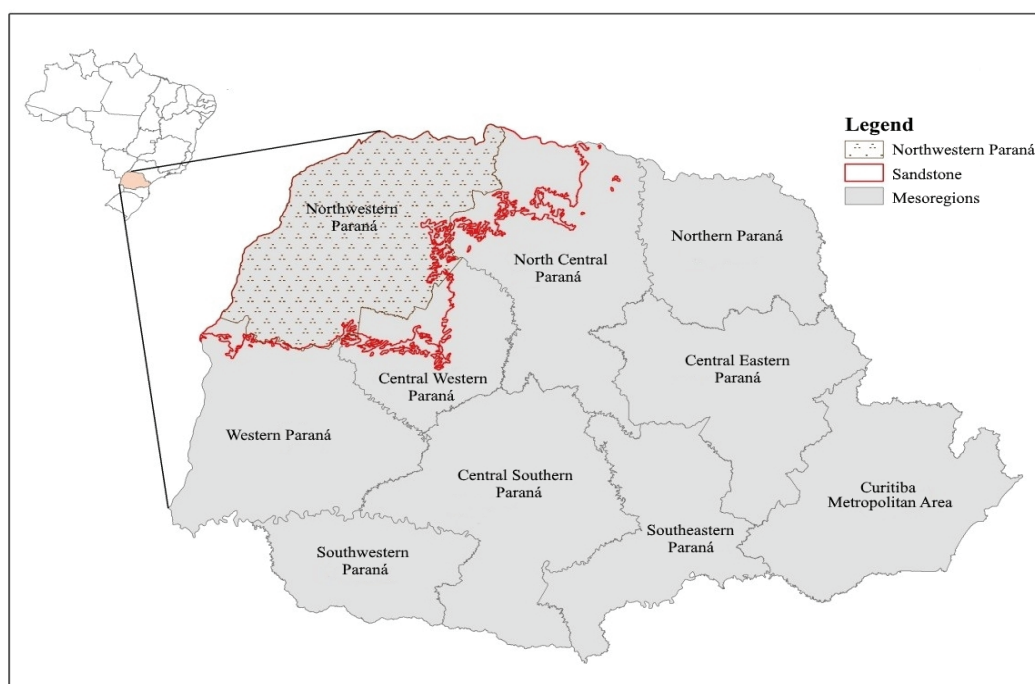 Legend
Northwestern Paraná
Sandstone
Mesoregions
Northwestern
Paraná
North Central
Paraná
Northern Paraná
Central Eastern
Paraná
Central Western
Paraná
Western Paraná
Central Southern
Paraná
Curitiba
Metropolitan Area
Southeastern
Paraná
Southwestern
Paraná